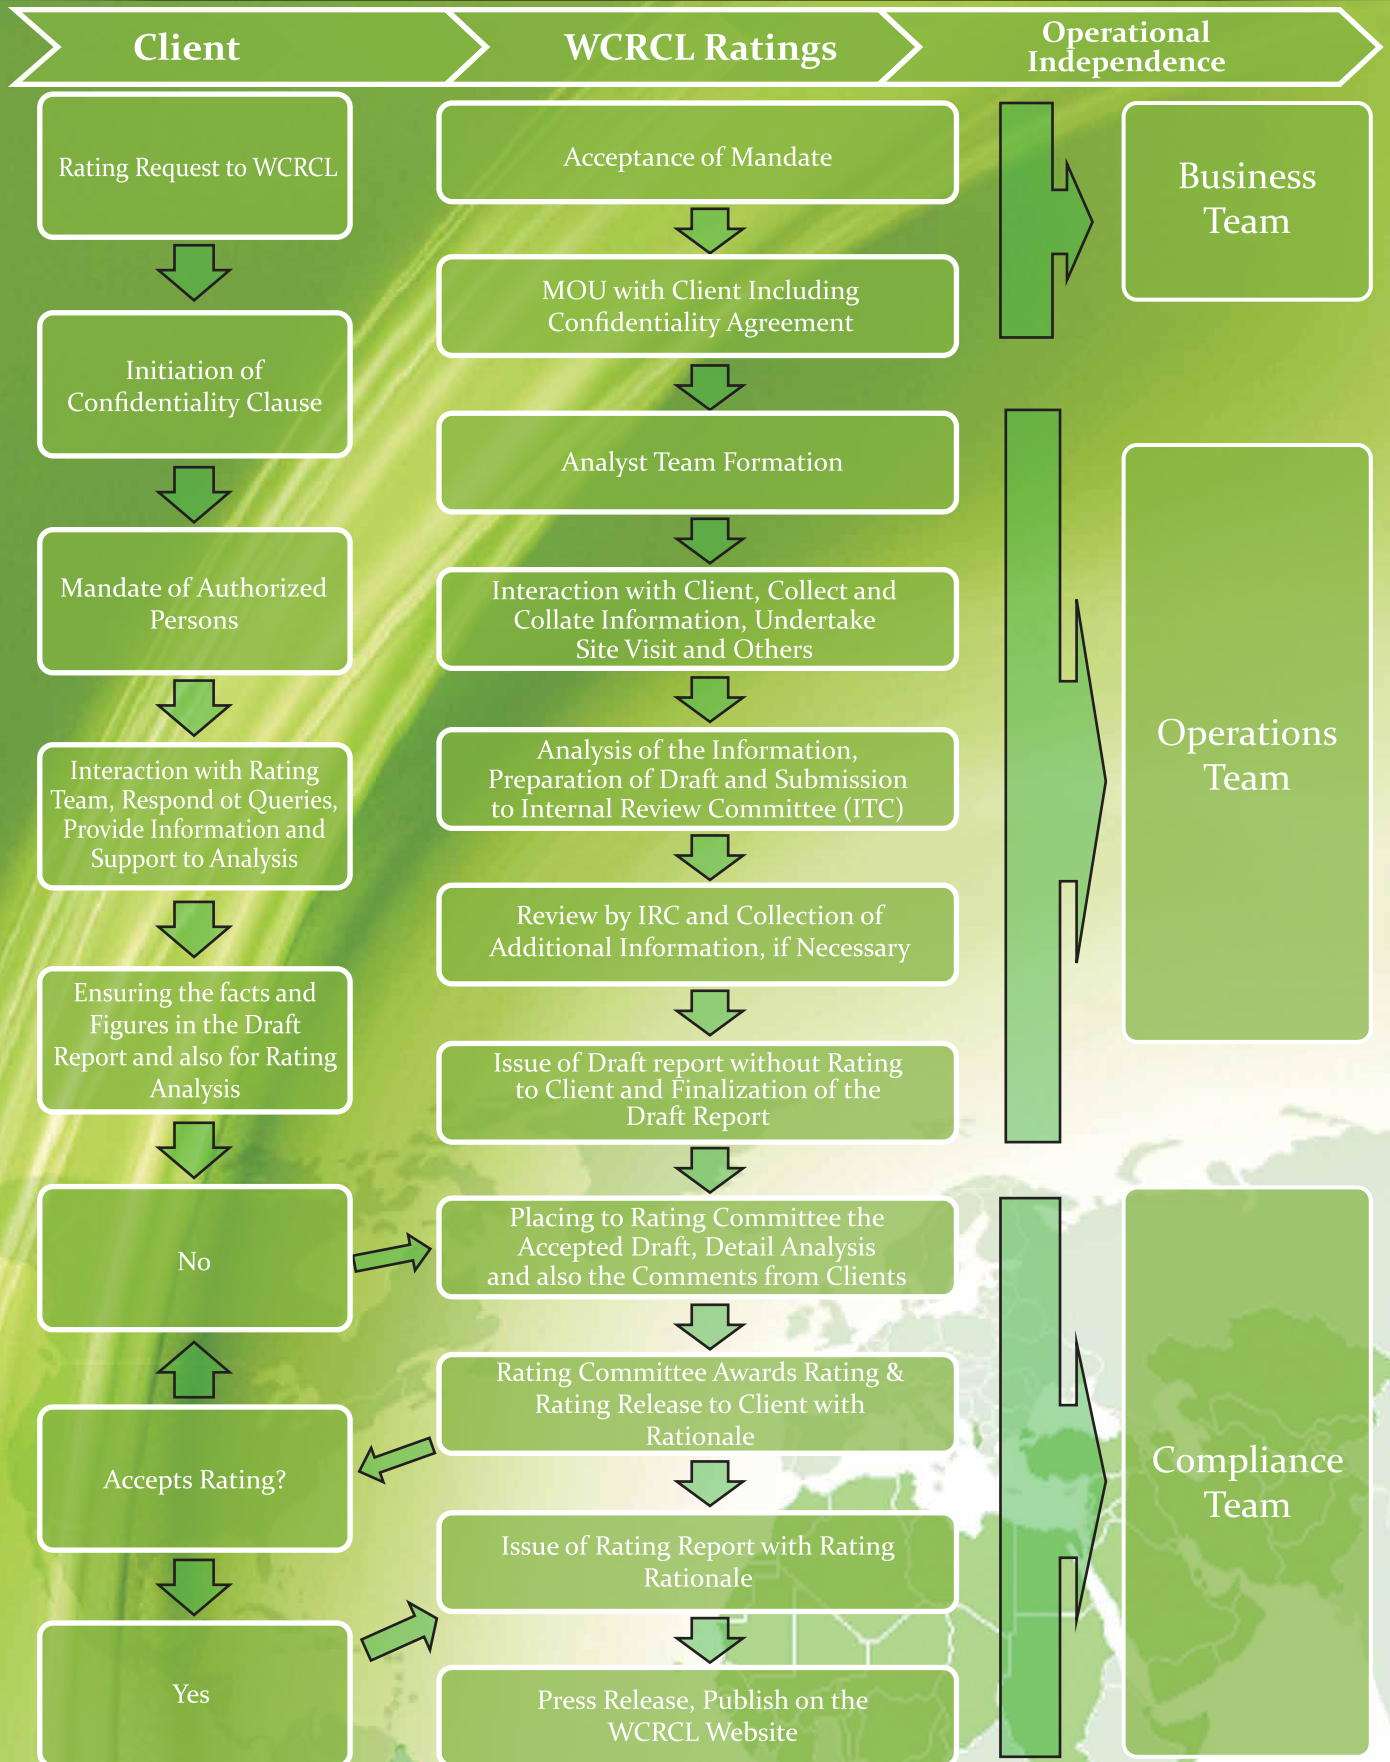 Client
WCRCL Ratings
Operational
Independence
Rating Request to WCRCL
Initiation of
Confidentiality Clause
Mandate of Authorized
Persons
Interaction with Rating
Team, Respond ot Queries,
Provide Information and
Support to Analysis
Ensuring the facts and
Figures in the Draft
Report and also for Rating
Analysis
No
Accepts Rating?
Yes
Acceptance of Mandate
MOU with Client Including
Confidentiality Agreement
Analyst Team Formation
Interaction with Client, Collect and
Collate Information, Undertake
Site Visit and Others
Analysis of the Information,
Preparation of Draft and Submission
to Internal Review Committee (ITC)
Review by IRC and Collection of
Additional Information, if Necessary
Issue of Draft report without Rating
to Client and Finalization of the
Draft Report
Placing to Rating Committee the
Accepted Draft, Detail Analysis
and also the Comments from Clients
Rating Committee Awards Rating &
Rating Release to Client with
Rationale
Issue of Rating Report with Rating
Rationale
Press Release, Publish on the
WCRCL Website
Business
Team
Operations
Team
Compliance
Team